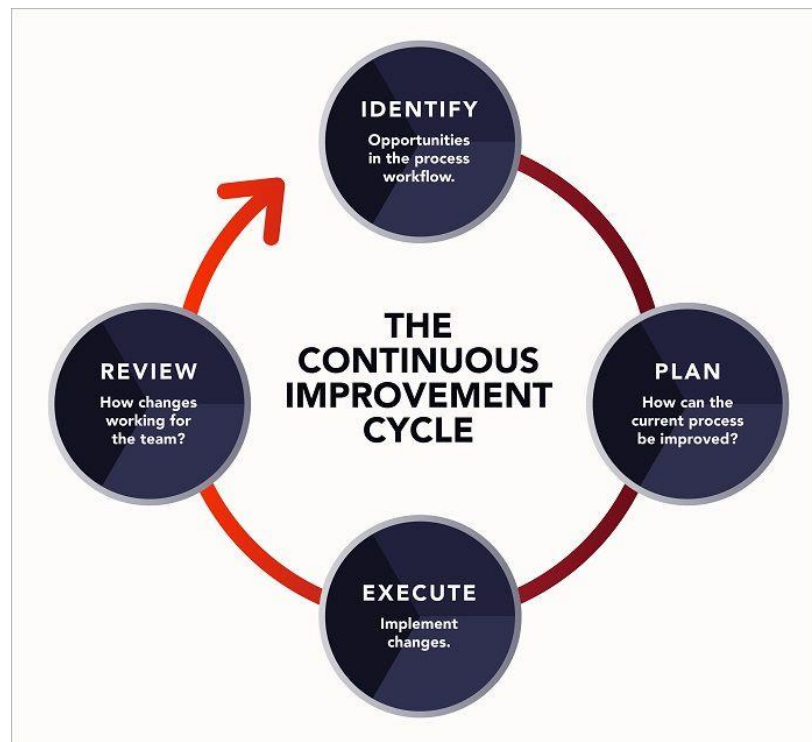 IDENTIFY
Opportunities
in the process
workflow.
THE
CONTINUOUS
IMPROVEMENT
CYCLE
REVIEW
How changes
working for
the team?
PLAN
How can the
current process
be improved?
EXECUTE
Implement
changes.